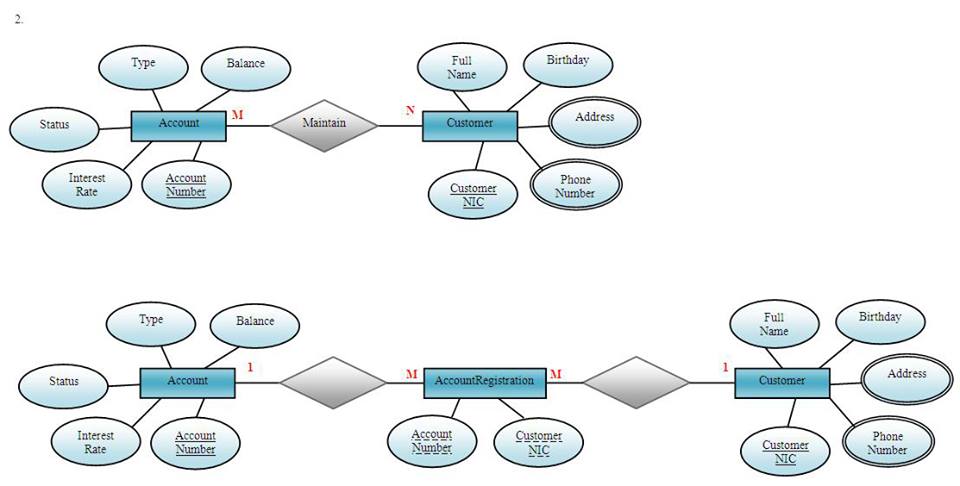 2.
Type
Balance
Full
Name
Birthday
Status
Account
M
Maintain
N
Customer
Address
Interest
Rate
Account
Number
Customer
NIC
Phone
Number
Type
Balance
Full
Name
Birthday
Status
Account
1
M
AccountRegistration
M
1
Customer
Address
Interest
Rate
Account
Number
Account
Number
Customer
NIC
Customer
NIC
Phone
Number